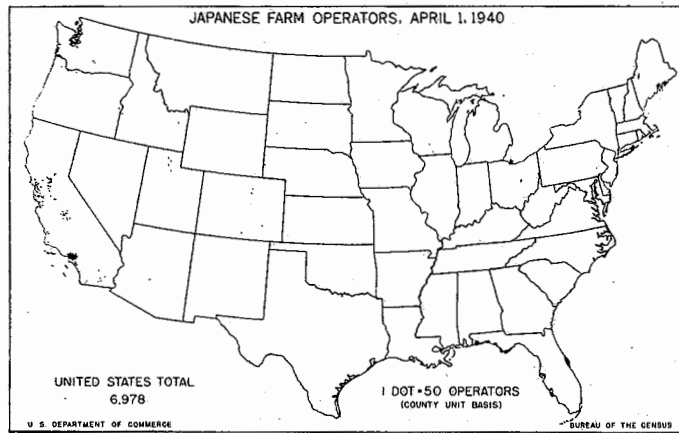 JAPANESE FARM OPERATORS, APRIL 1, 1940
UNITED STATES TOTAL
6,978
1 DOT=50 OPERATORS
(COUNTY UNIT BASIS)
U. S. DEPARTMENT OF COMMERCE
BUREAU OF THE CENSUS